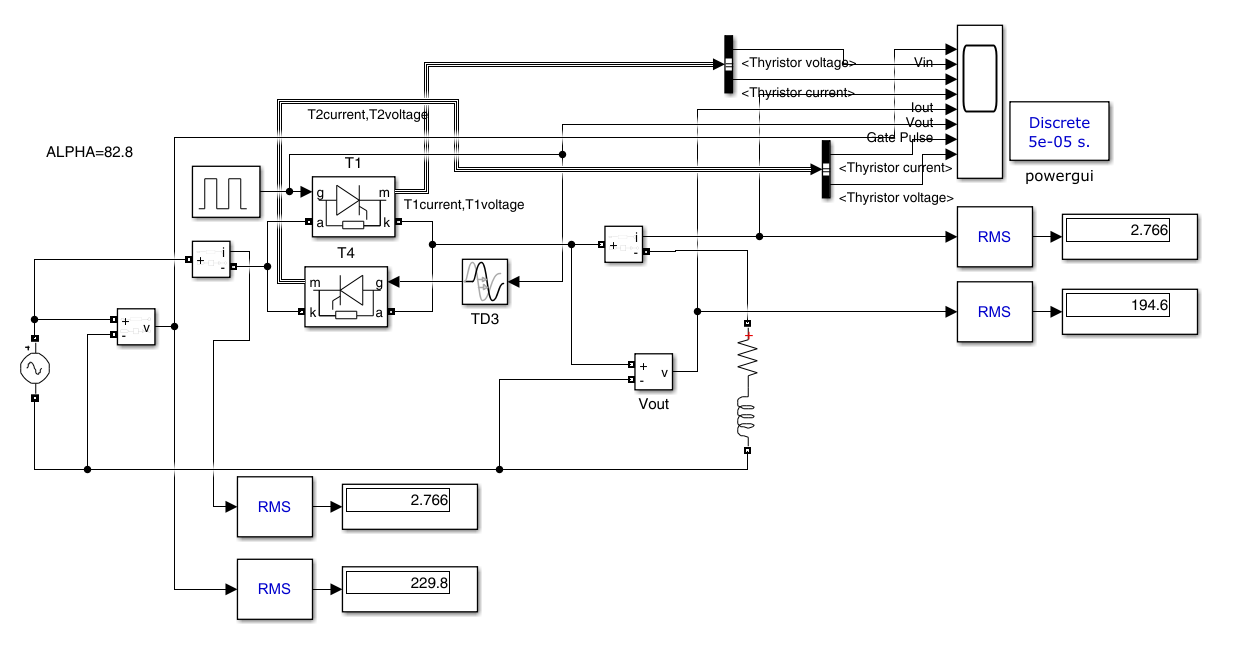 <Thyristor voltage>
Vin
<Thyristor current>
Iout
T2current,T2voltage
Vout
Gate Pulse
Discrete
5e-05 s.
powergui
ALPHA=82.8
T1
<Thyristor current>
g
m
a
k
T1current,T1voltage
<Thyristor voltage>
+
i
-
+
i
-
RMS
2.766
T4
m
g
k
a
TD3
RMS
194.6
+
-
v
+
+
-
v
Vout
+
RMS
2.766
RMS
229.8